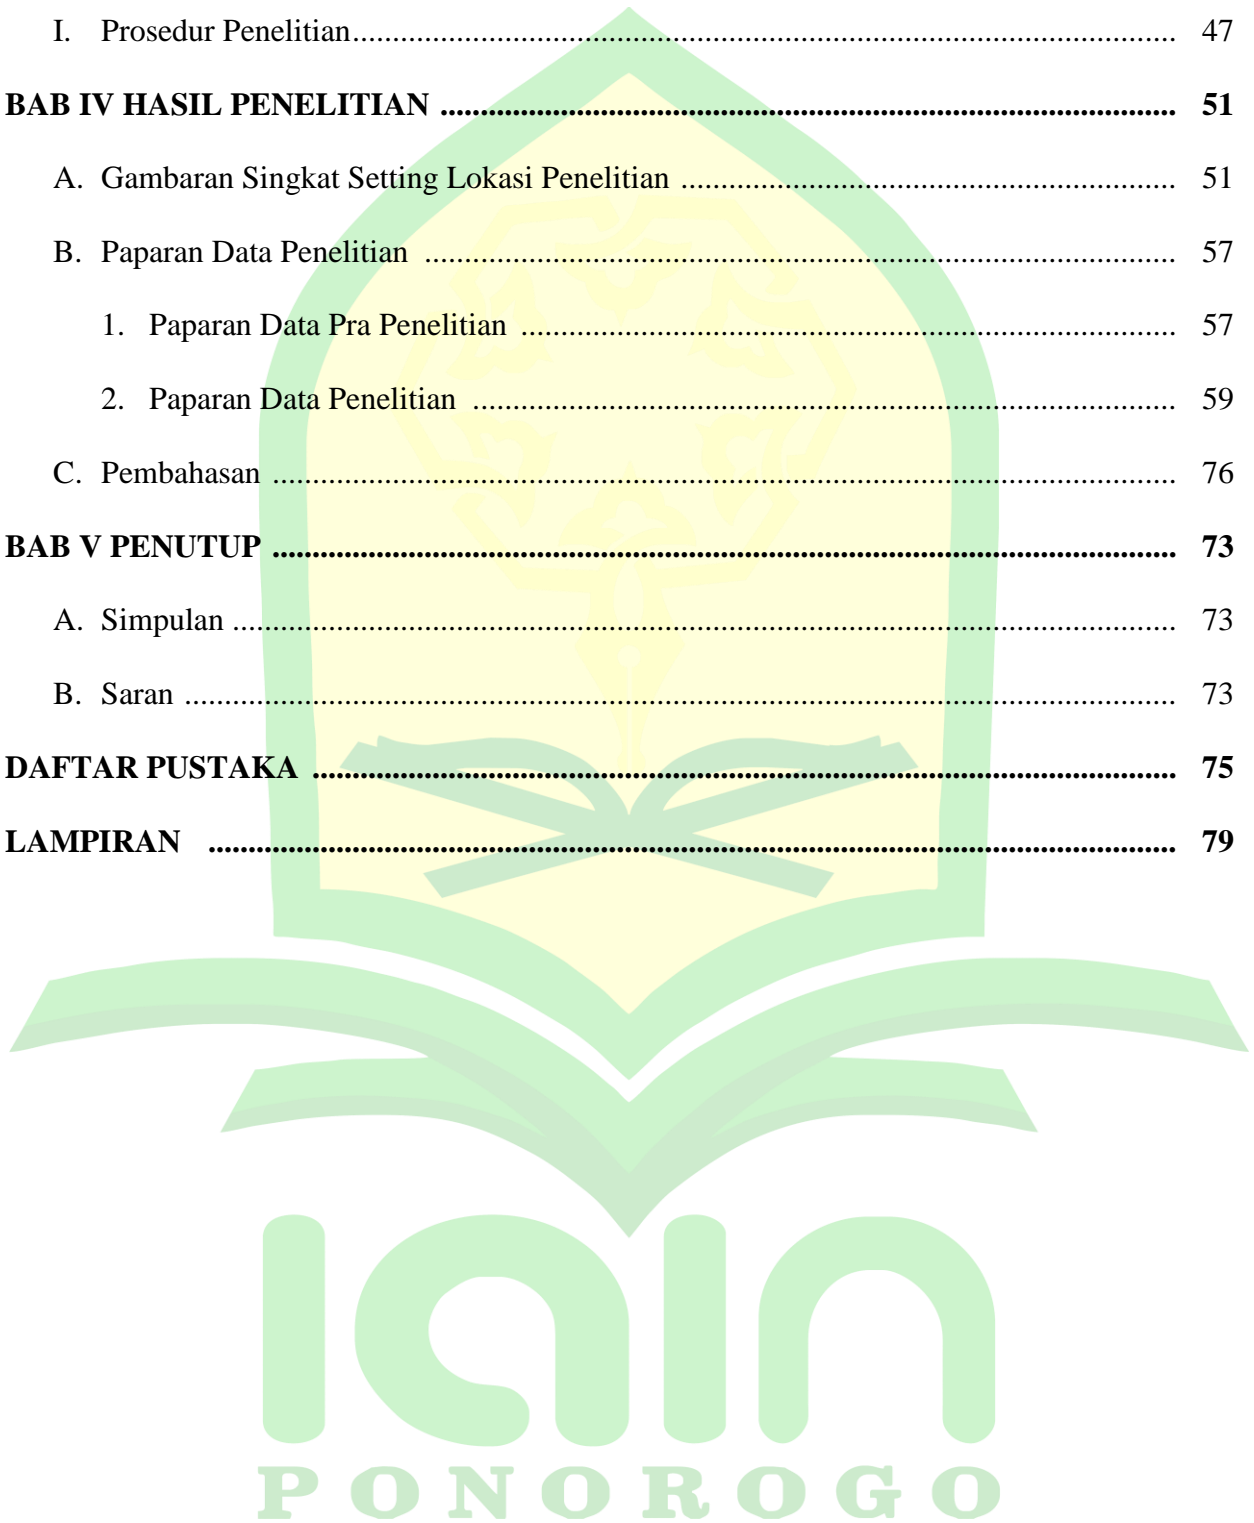 I. Prosedur Penelitian.......................................................................................................... 47
BAB IV HASIL PENELITIAN ............................................................................................... 51
A. Gambaran Singkat Setting Lokasi Penelitian ............................................................... 51
B. Paparan Data Penelitian ................................................................................................ 57
1. Paparan Data Pra Penelitian .................................................................................... 57
2. Paparan Data Penelitian .......................................................................................... 59
C. Pembahasan .................................................................................................................... 76
BAB V PENUTUP ..................................................................................................................... 73
A. Simpulan ......................................................................................................................... 73
B. Saran ............................................................................................................................... 73
DAFTAR PUSTAKA ............................................................................................................... 75
LAMPIRAN ............................................................................................................................. 79
iain
PONOROGO